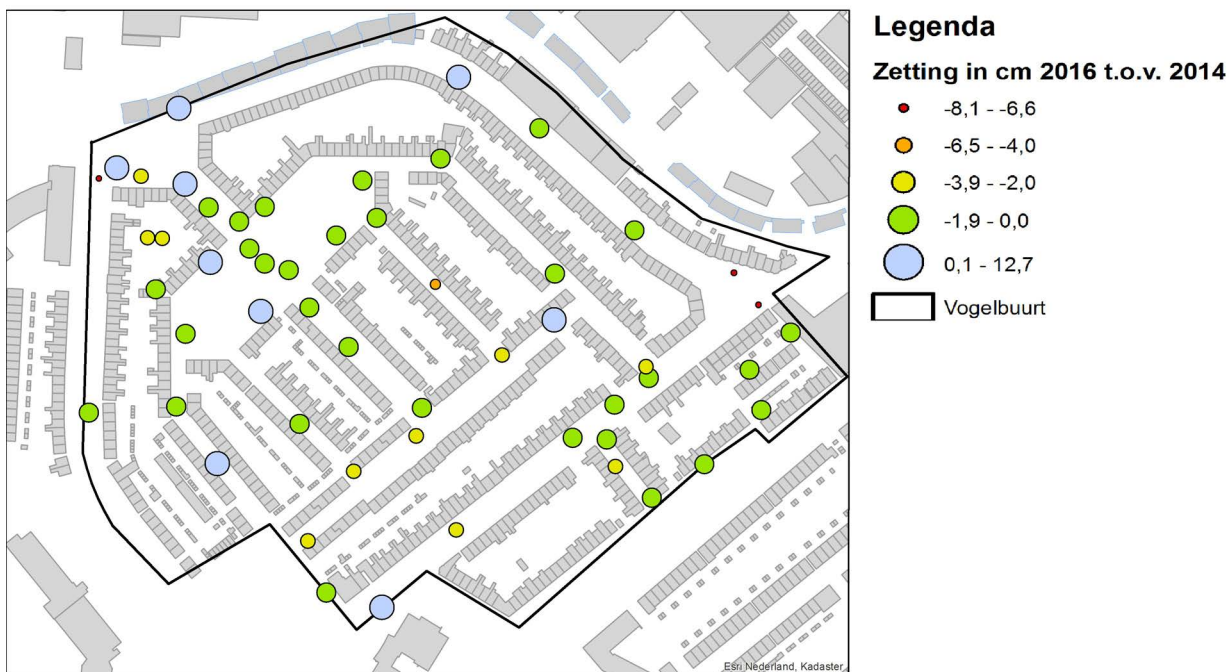 Legenda
Zetting in cm 2016 t.o.v. 2014
-8,1 - -6,6
-6,5 - -4,0
-3,9 - -2,0
-1,9 - 0,0
0,1 - 12,7
Vogelbuurt
Esri Nederland, Kadaster